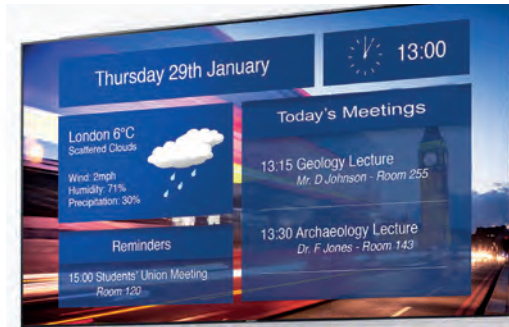 Thursday 29th January
13:00
London 6°C
Scattered Clouds
Wind: 2mph
Humidity: 71%
Precipitation: 30%
Reminders
15:00 Students' Union Meeting
Room 120
Today's Meetings
13:15 Geology Lecture
Mr. D Johnson - Room 255
13:30 Archaeology Lecture
Dr. F Jones - Room 143